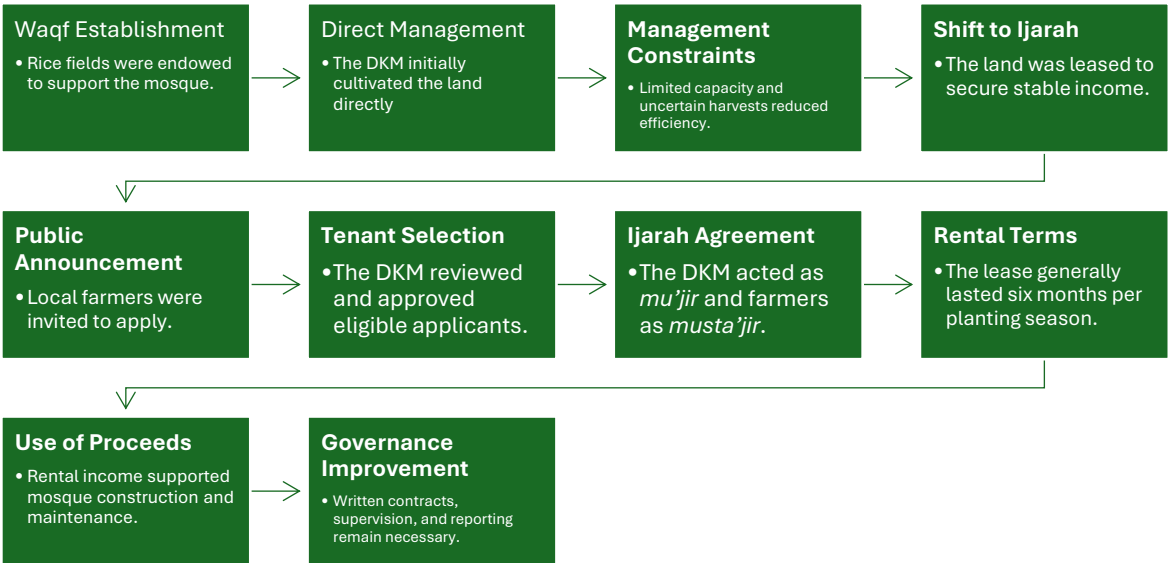 Waqf Establishment
• Rice fields were endowed
to support the mosque.
Direct Management
• The DKM initially
cultivated the land
directly
Management
Constraints
• Limited capacity and
uncertain harvests reduced
efficiency.
Shift to Ijarah
• The land was leased to
secure stable income.
Public
Announcement
• Local farmers were
invited to apply.
Tenant Selection
• The DKM reviewed
and approved
eligible applicants.
Ijarah Agreement
• The DKM acted as
mu’jir and farmers
as musta’jir.
Rental Terms
• The lease generally
lasted six months per
planting season.
Use of Proceeds
• Rental income supported
mosque construction and
maintenance.
Governance
Improvement
• Written contracts,
supervision, and reporting
remain necessary.